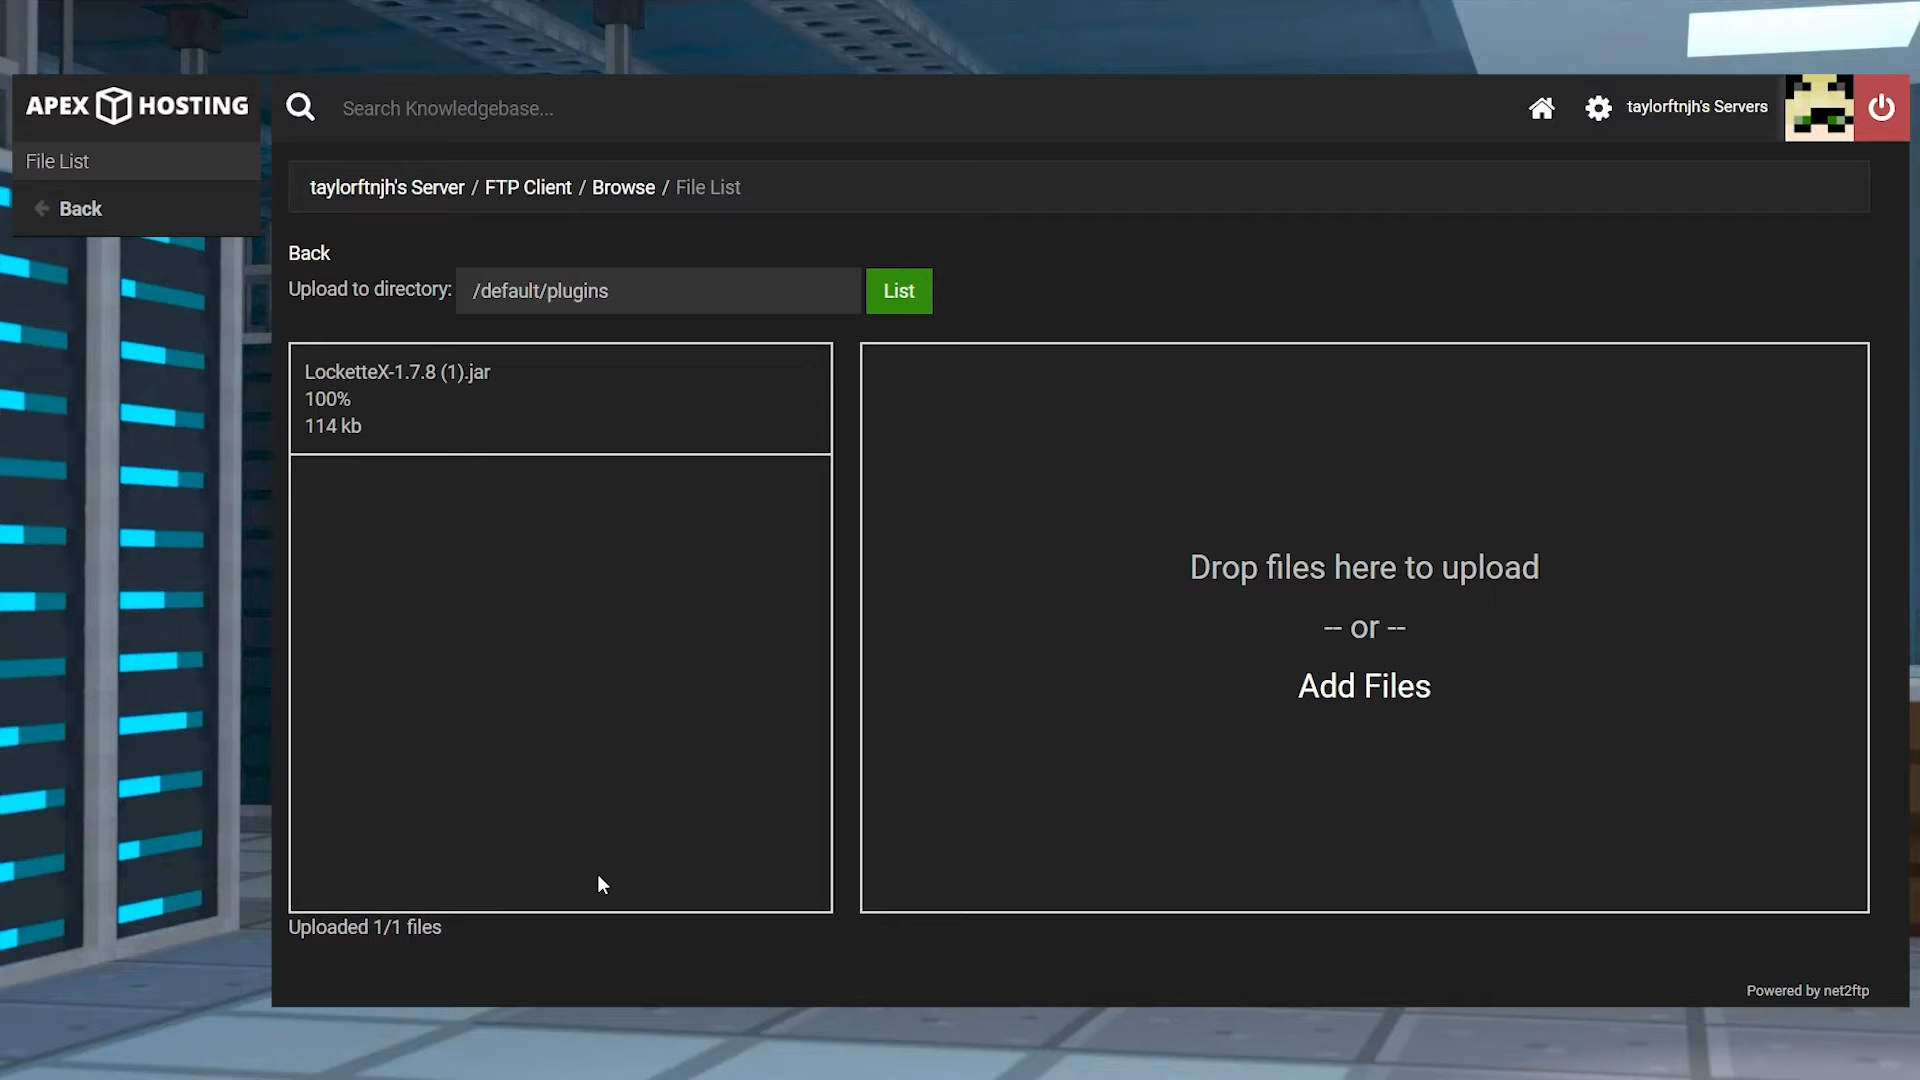 APEX HOSTING
Search Knowledgebase...
taylorftnjh's Servers
File List
Back
taylorftnjh's Server / FTP Client / Browse / File List
Back
Upload to directory: /default/plugins List
LocketteX-1.7.8 (1).jar
100%
114 kb
Drop files here to upload
-- or --
Add Files
Uploaded 1/1 files
Powered by net2ftp